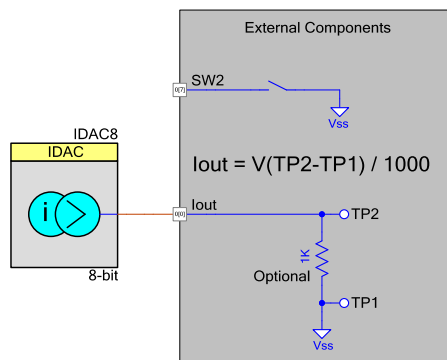 External Components
SW2
0[7]
Vss
IDAC8
IDAC
i
8-bit
Iout = V(TP2-TP1) / 1000
Iout
0[0]
TP2
1K
Optional
TP1
Vss